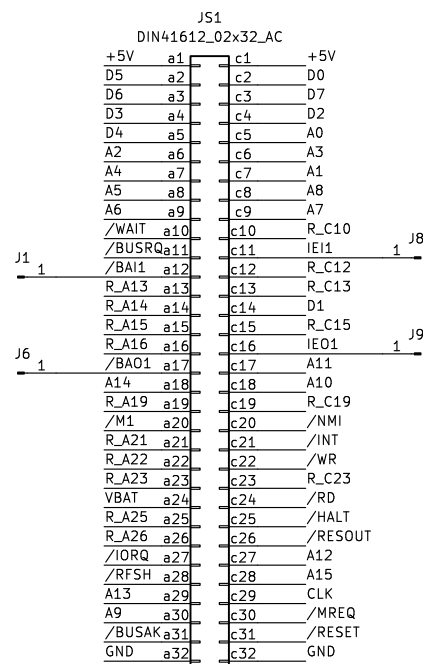 JS1
DIN41612_02x32_AC
+5V a1 c1 +5V
D5 a2 c2 D0
D6 a3 c3 D7
D3 a4 c4 D2
D4 a5 c5 A0
A2 a6 c6 A3
A4 a7 c7 A1
A5 a8 c8 A8
A6 a9 c9 A7
/WAIT a10 c10 R_C10
/BUSRQ a11 c11 IEI1 1 J8
J1 1 /BAI1 a12 c12 R_C12
R_A13 a13 c13 R_C13
R_A14 a14 c14 D1
R_A15 a15 c15 R_C15
R_A16 a16 c16 IEO1 1 J9
J6 1 /BAO1 a17 c17 A11
A14 a18 c18 A10
R_A19 a19 c19 R_C19
/M1 a20 c20 /NMI
R_A21 a21 c21 /INT
R_A22 a22 c22 /WR
R_A23 a23 c23 R_C23
VBAT a24 c24 /RD
R_A25 a25 c25 /HALT
R_A26 a26 c26 /RESOUT
/IORQ a27 c27 A12
/RFSH a28 c28 A15
A13 a29 c29 CLK
A9 a30 c30 /MREQ
/BUSAK a31 c31 /RESET
GND a32 c32 GND